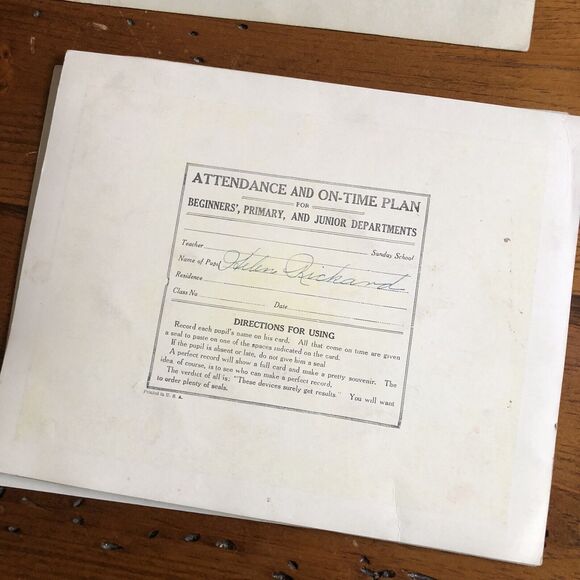 ATTENDANCE AND ON-TIME PLAN
FOR
BEGINNERS', PRIMARY, AND JUNIOR DEPARTMENTS
Teacher Sunday School
Name of Pupil Helen Richard
Residence
Class No Date
DIRECTIONS FOR USING
Record each pupil's name on his card. All that come on time are given
a seal to paste on one of the spaces indicated on the card.
If the pupil is absent or late, do not give him a seal
A perfect record will show a full card and make a pretty souvenir. The
idea, of course, is to see who can make a perfect record.
The verdict of all is: "These devices surely get results." You will want
to order plenty of seals.
Printed in U. S. A.